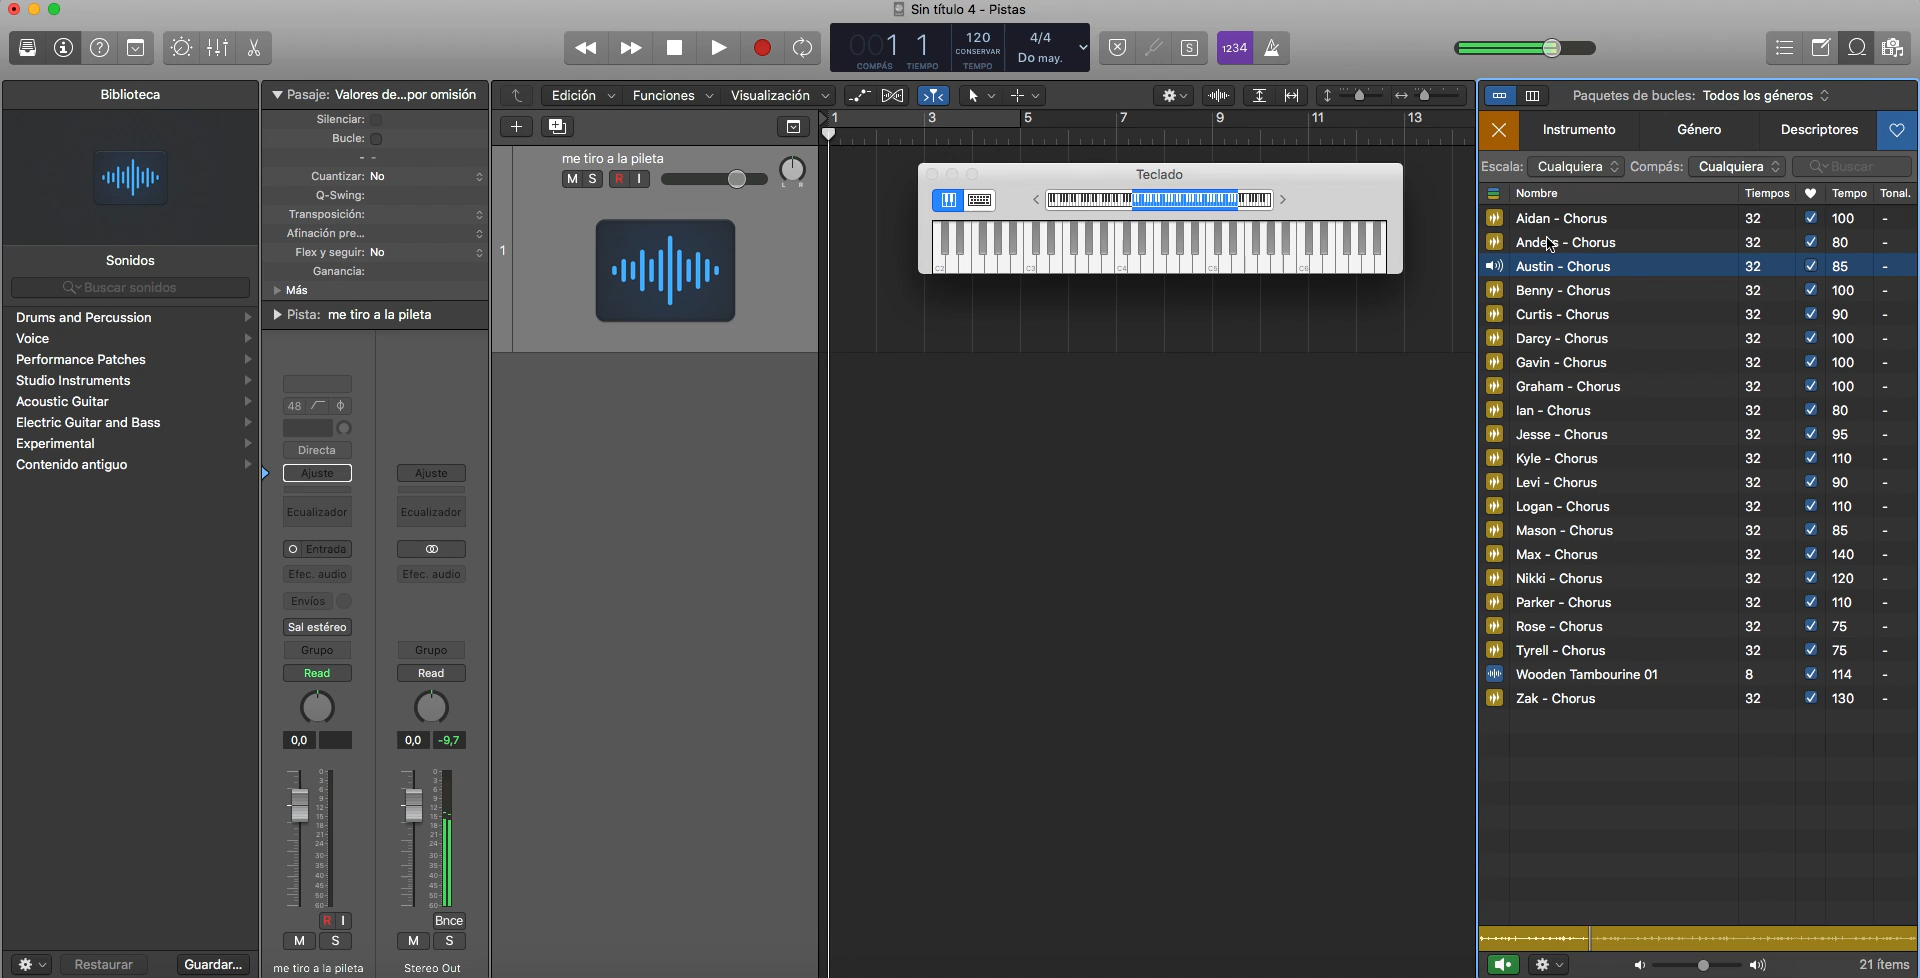 Sin título 4 - Pistas
001 1
COMPÁS TIEMPO
120
CONSERVAR
TEMPO
4/4
Do may.
S
1234
Biblioteca
Sonidos
Buscar sonidos
Drums and Percussion
Voice
Performance Patches
Studio Instruments
Acoustic Guitar
Electric Guitar and Bass
Experimental
Contenido antiguo
Restaurar
Guardar...
Pasaje: Valores de...por omisión
Silenciar:
Bucle:
- -
Cuantizar: No
Q-Swing:
Transposición:
Afinación pre...
Flex y seguir: No
Ganancia:
Más
Pista: me tiro a la pileta
48
Directa
Ajuste
Ecualizador
Entrada
Efec. audio
Envíos
Sal estéreo
Grupo
Read
0,0
R I
M S
me tiro a la pileta
Ajuste
Ecualizador
Efec. audio
Grupo
Read
0,0 -9,7
Bnce
M S
Stereo Out
Edición Funciones Visualización
1 3 5 7 9 11 13
1
me tiro a la pileta
M S R I
L R
Teclado
C2 C3 C4 C5 C6
Paquetes de bucles: Todos los géneros
Instrumento Género Descriptores
Escala: Cualquiera Compás: Cualquiera Buscar
Nombre Tiempos Tempo Tonal.
Aidan - Chorus 32 100 -
Anders - Chorus 32 80 -
Austin - Chorus 32 85 -
Benny - Chorus 32 100 -
Curtis - Chorus 32 90 -
Darcy - Chorus 32 100 -
Gavin - Chorus 32 100 -
Graham - Chorus 32 100 -
Ian - Chorus 32 80 -
Jesse - Chorus 32 95 -
Kyle - Chorus 32 110 -
Levi - Chorus 32 90 -
Logan - Chorus 32 110 -
Mason - Chorus 32 85 -
Max - Chorus 32 140 -
Nikki - Chorus 32 120 -
Parker - Chorus 32 110 -
Rose - Chorus 32 75 -
Tyrell - Chorus 32 75 -
Wooden Tambourine 01 8 114 -
Zak - Chorus 32 130 -
21 ítems